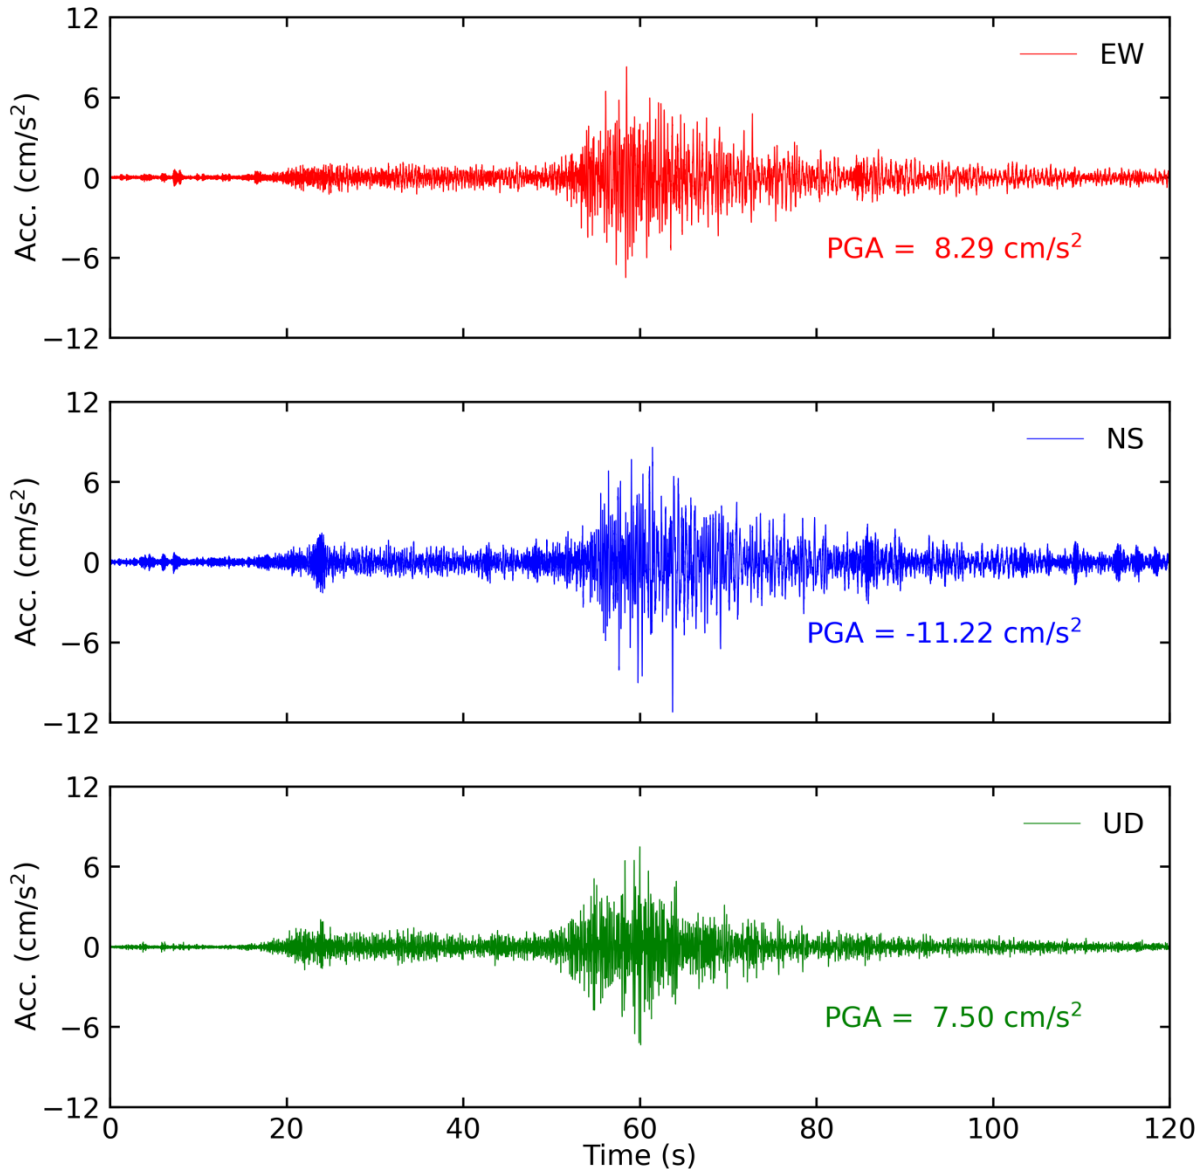 12
6
0
−6
−12
Acc. (cm/s²)
EW
PGA = 8.29 cm/s²
12
6
0
−6
−12
Acc. (cm/s²)
NS
PGA = -11.22 cm/s²
12
6
0
−6
−12
Acc. (cm/s²)
UD
PGA = 7.50 cm/s²
0 20 40 60 80 100 120
Time (s)